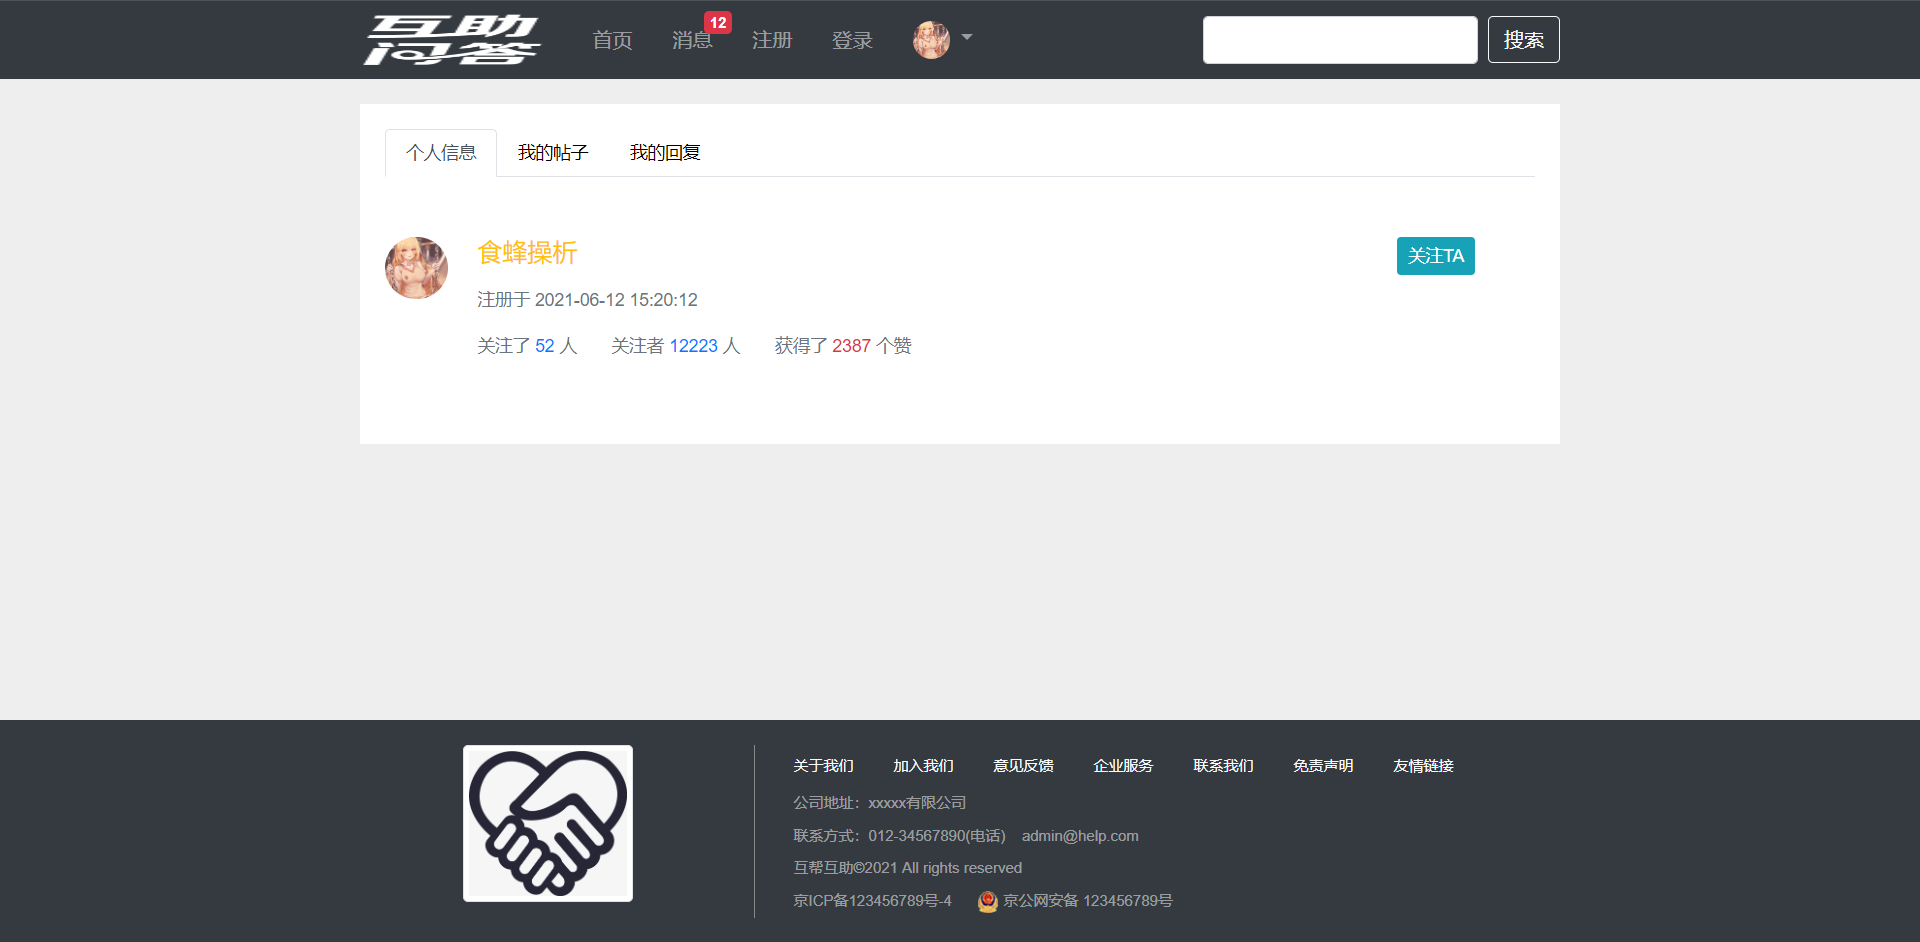 互助
问答
首页 消息 12 注册 登录 搜索
个人信息 我的帖子 我的回复
食蜂操析 关注TA
注册于 2021-06-12 15:20:12
关注了 52 人 关注者 12223 人 获得了 2387 个赞
关于我们 加入我们 意见反馈 企业服务 联系我们 免责声明 友情链接
公司地址：xxxxx有限公司
联系方式：012-34567890(电话) admin@help.com
互帮互助©2021 All rights reserved
京ICP备123456789号-4 京公网安备 123456789号